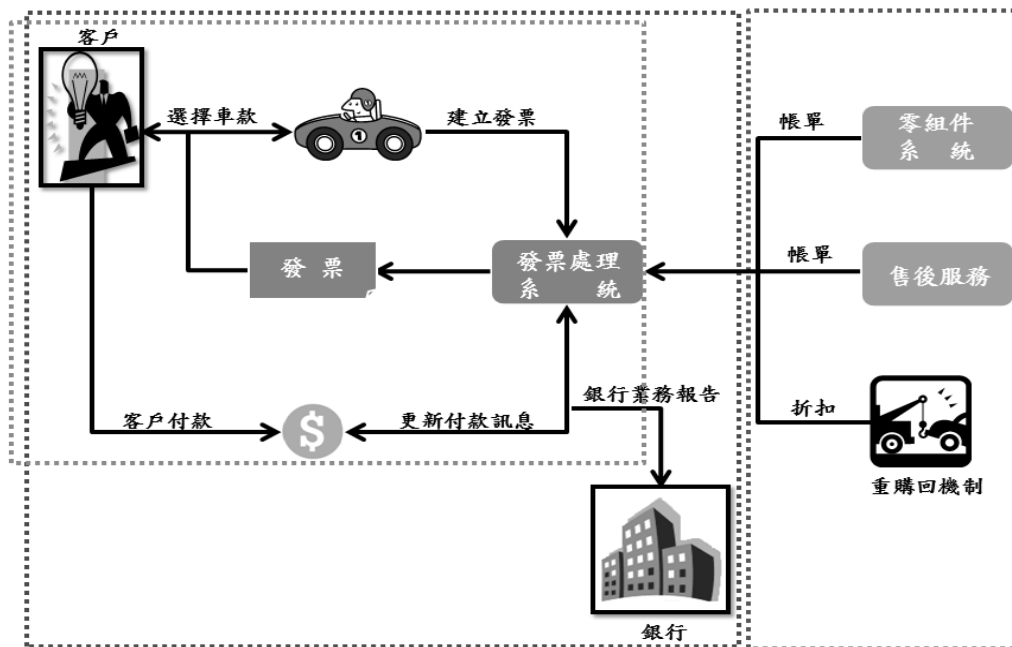 客戶
選擇車款
1
建立發票
帳單
零組件
系 統
發 票
發票處理
系 統
帳單
售後服務
銀行業務報告
客戶付款
$
更新付款訊息
折扣
重購回機制
銀行